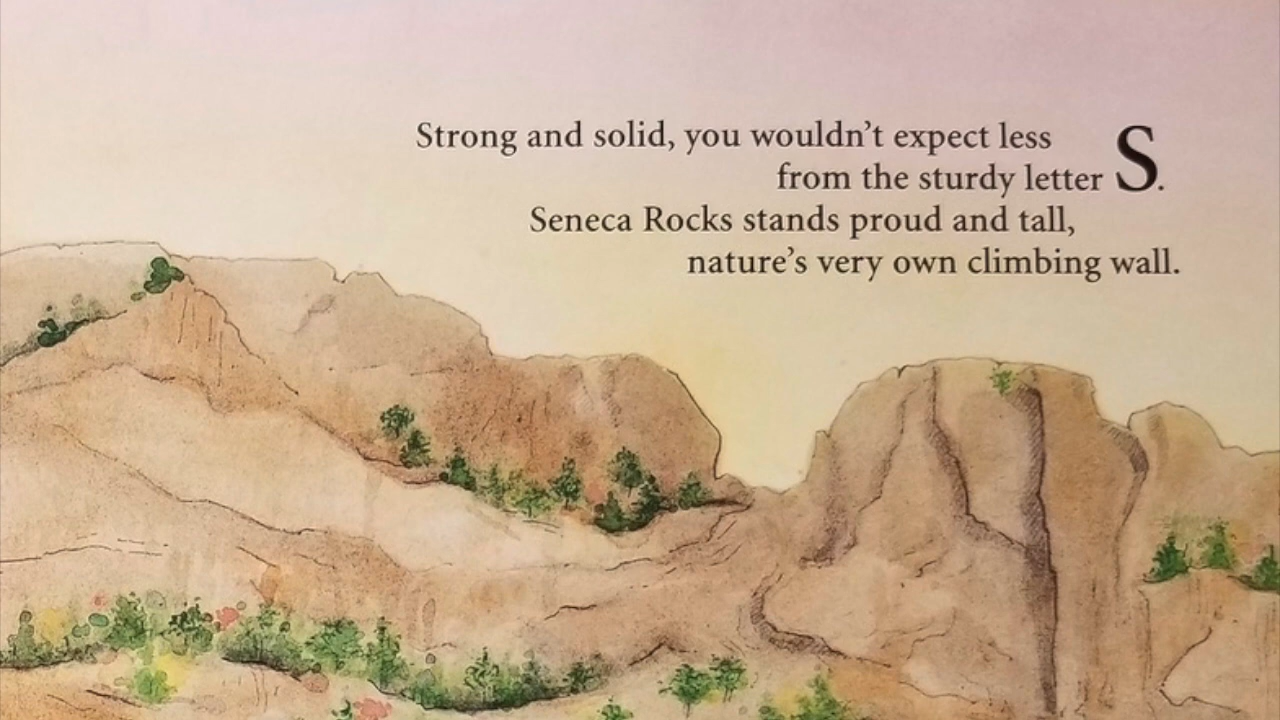 Strong and solid, you wouldn’t expect less
from the sturdy letter S.
Seneca Rocks stands proud and tall,
nature’s very own climbing wall.